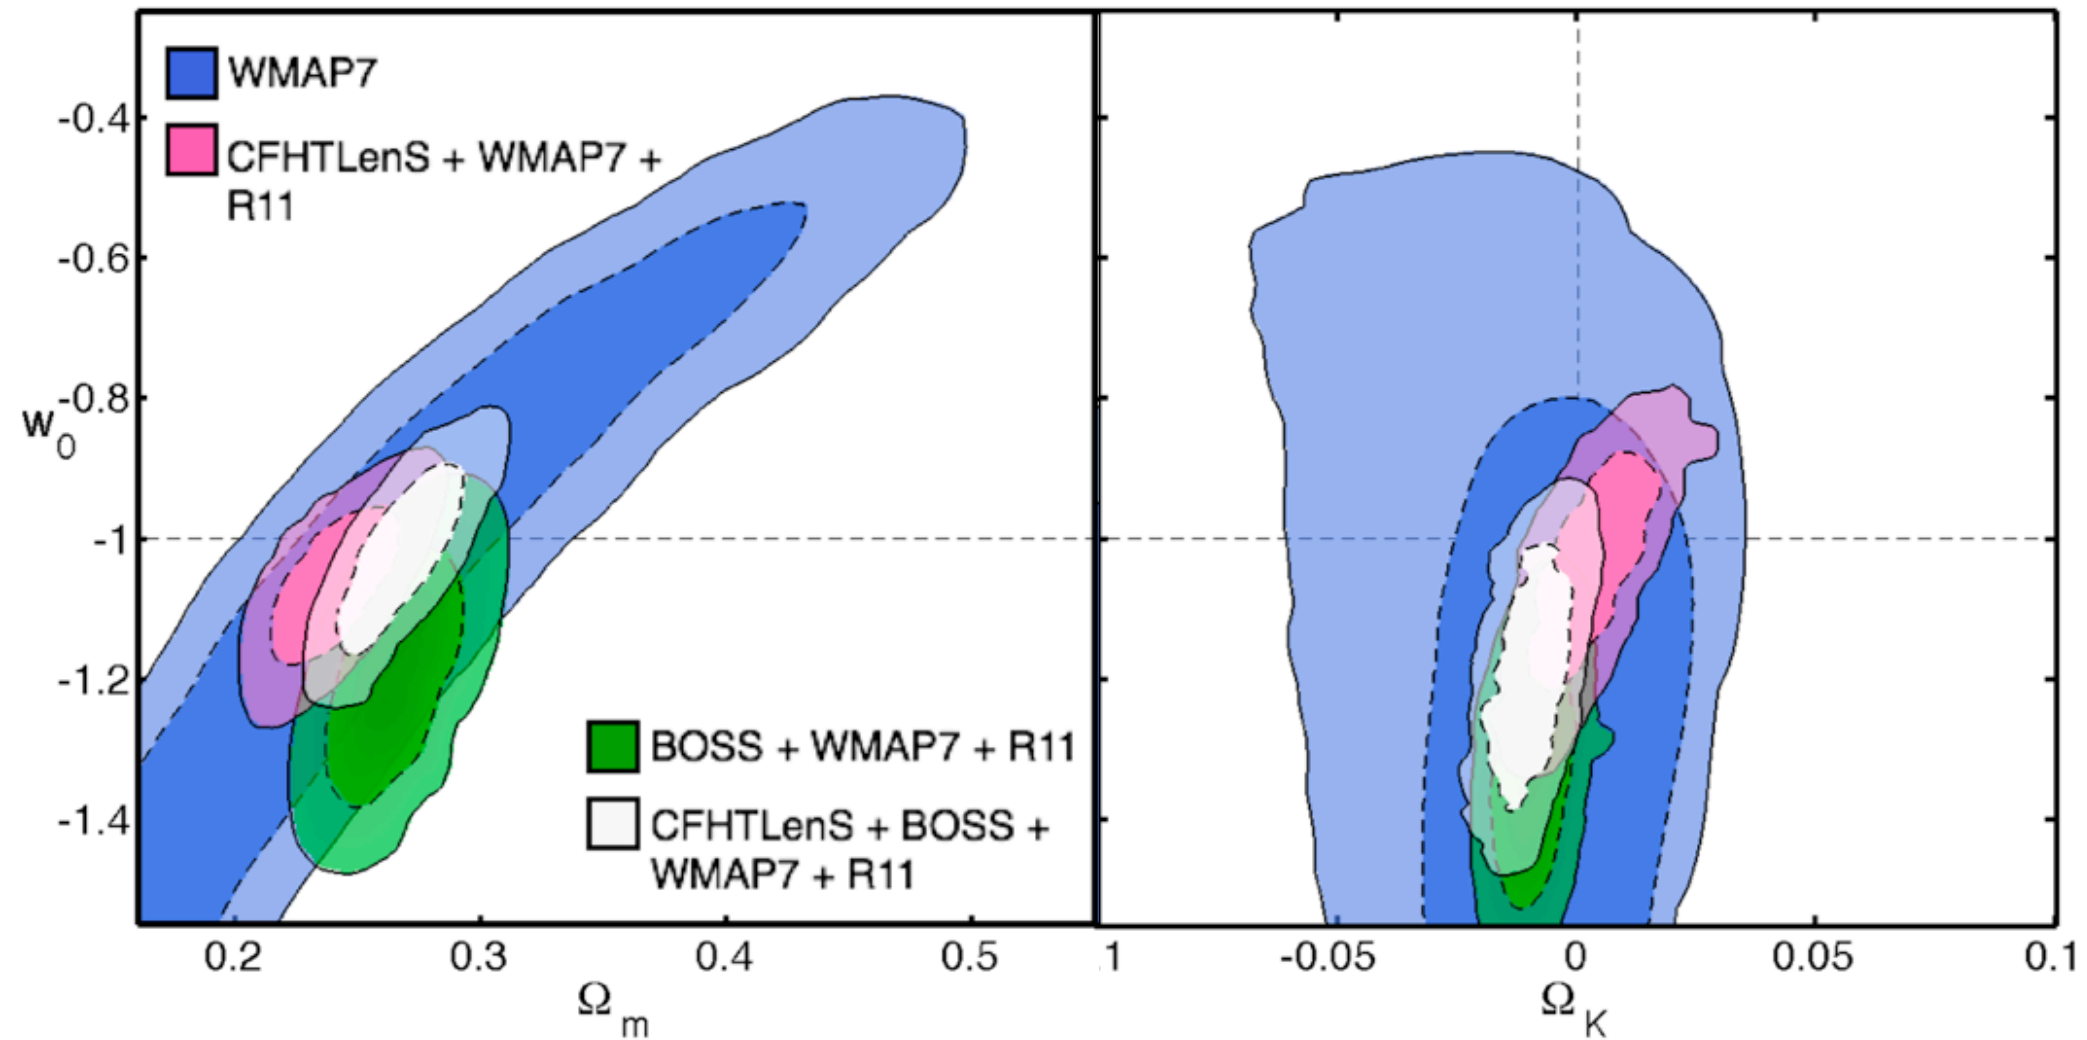 WMAP7
CFHTLenS + WMAP7 +
R11
BOSS + WMAP7 + R11
CFHTLenS + BOSS +
WMAP7 + R11
-0.4
-0.6
-0.8
-1
-1.2
-1.4
w0
0.2 0.3 0.4 0.5
Ωm
.1 -0.05 0 0.05 0.1
ΩK